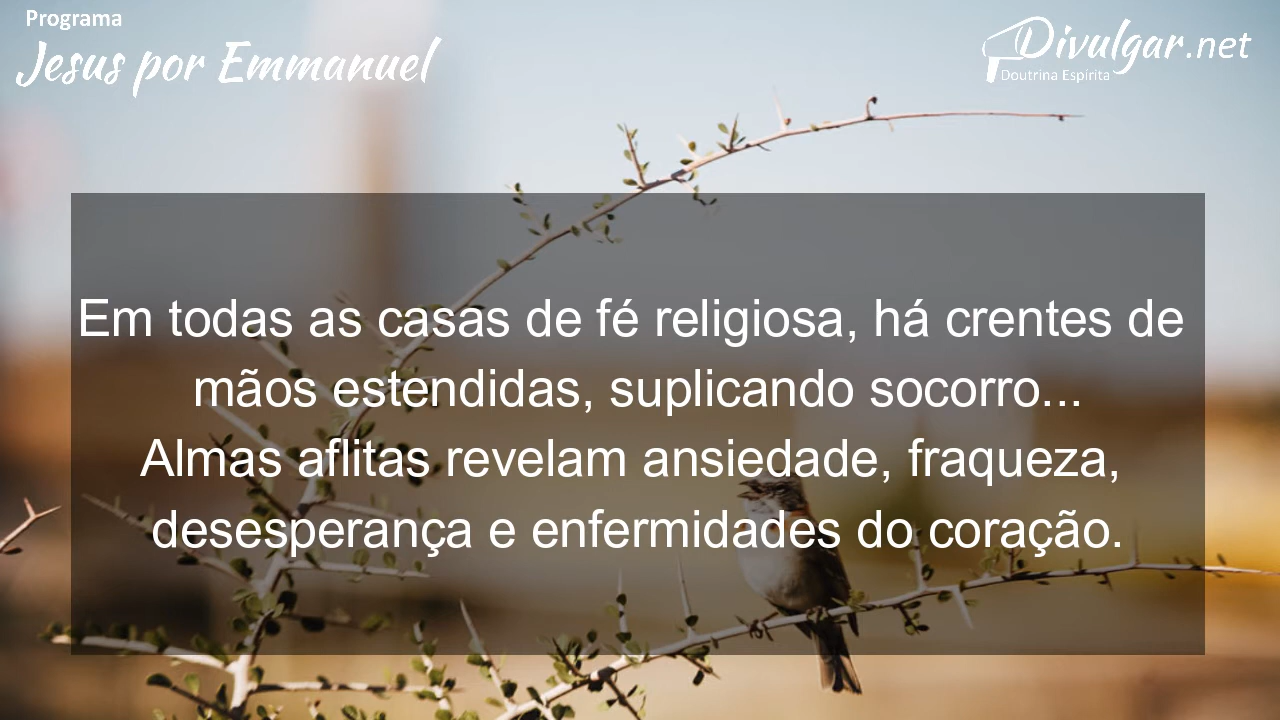 Programa
Jesus por Emmanuel
Divulgar.net
Doutrina Espírita
Em todas as casas de fé religiosa, há crentes de
mãos estendidas, suplicando socorro...
Almas aflitas revelam ansiedade, fraqueza,
desesperança e enfermidades do coração.